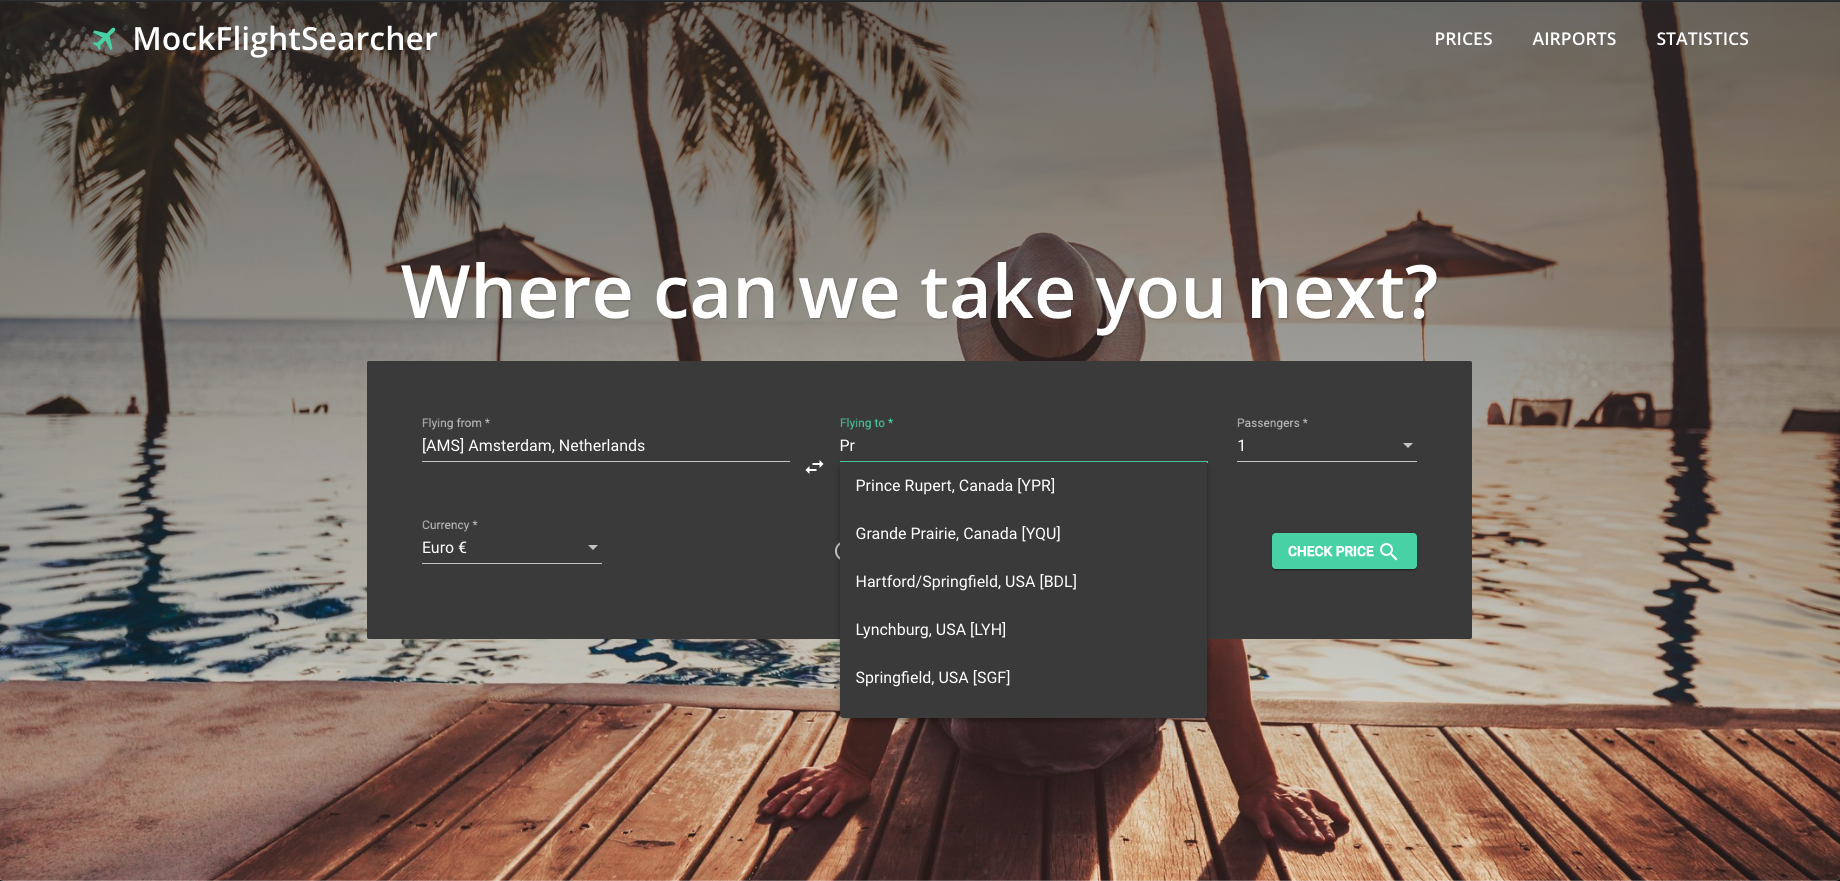 MockFlightSearcher
PRICES
AIRPORTS
STATISTICS
Where can we take you next?
Flying from *
[AMS] Amsterdam, Netherlands
Flying to *
Pr
Passengers *
1
Prince Rupert, Canada [YPR]
Grande Prairie, Canada [YQU]
Hartford/Springfield, USA [BDL]
Lynchburg, USA [LYH]
Springfield, USA [SGF]
Currency *
Euro €
CHECK PRICE